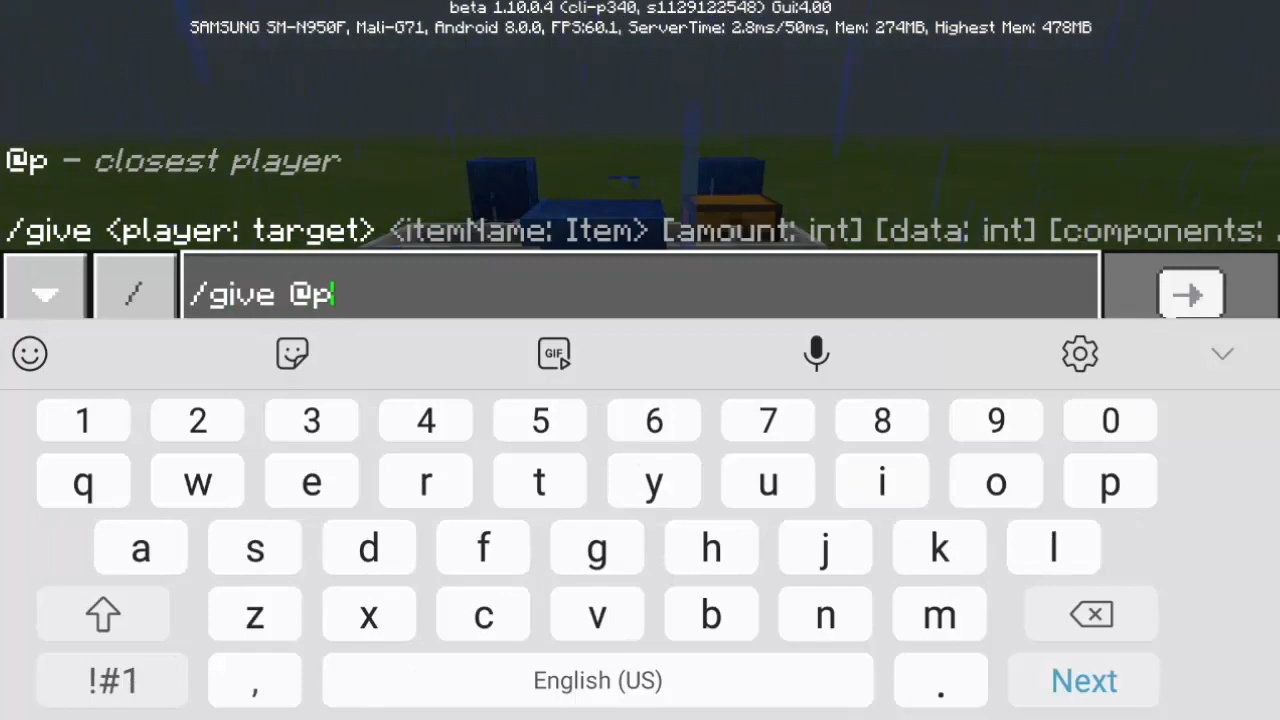 beta 1.10.0.4 (cli-p340, s1129122548) Gui:4.00
SAMSUNG SM-N950F, Mali-G71, Android 8.0.0, FPS:60.1, ServerTime: 2.8ms/50ms, Mem: 274MB, Highest Mem: 478MB
@p - closest player
/give <player: target> <itemName: Item> [amount: int] [data: int] [components:
/ /give @p
GIF
1 2 3 4 5 6 7 8 9 0
q w e r t y u i o p
a s d f g h j k l
z x c v b n m
!#1 , English (US) . Next